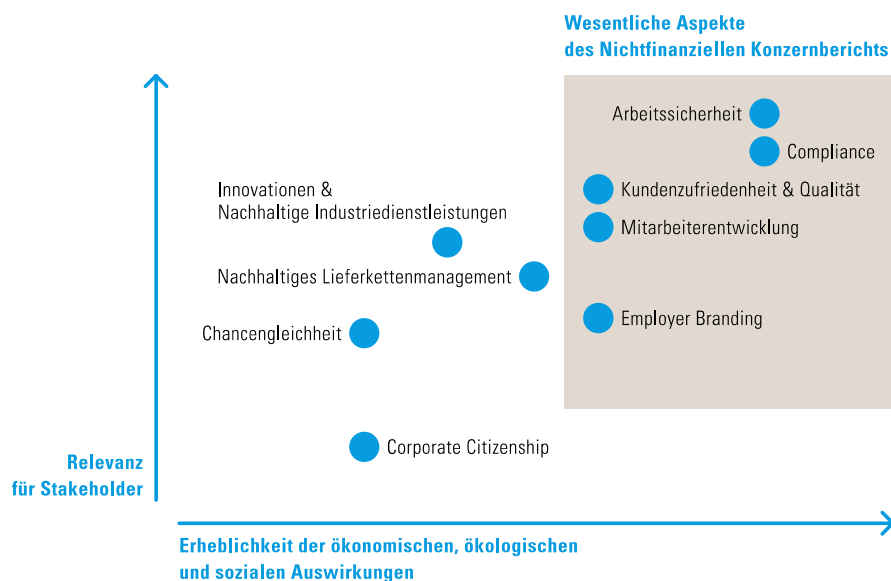 Wesentliche Aspekte
des Nichtfinanziellen Konzernberichts
Arbeitssicherheit
Compliance
Innovationen &
Nachhaltige Industriedienstleistungen
Kundenzufriedenheit & Qualität
Mitarbeiterentwicklung
Nachhaltiges Lieferkettenmanagement
Employer Branding
Chancengleichheit
Corporate Citizenship
Relevanz
für Stakeholder
Erheblichkeit der ökonomischen, ökologischen
und sozialen Auswirkungen